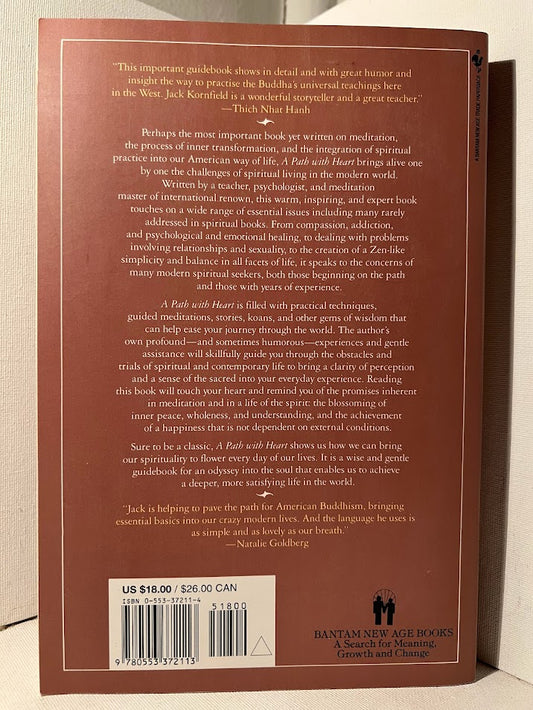 "This important guidebook shows in detail and with great humor and
insight the way to practise the Buddha's universal teachings here
in the West. Jack Kornfield is a wonderful storyteller and a great teacher."
—Thich Nhat Hanh
Perhaps the most important book yet written on meditation,
the process of inner transformation, and the integration of spiritual
practice into our American way of life, A Path with Heart brings alive one
by one the challenges of spiritual living in the modern world.
Written by a teacher, psychologist, and meditation
master of international renown, this warm, inspiring, and expert book
touches on a wide range of essential issues including many rarely
addressed in spiritual books. From compassion, addiction,
and psychological and emotional healing, to dealing with problems
involving relationships and sexuality, to the creation of a Zen-like
simplicity and balance in all facets of life, it speaks to the concerns of
many modern spiritual seekers, both those beginning on the path
and those with years of experience.
A Path with Heart is filled with practical techniques,
guided meditations, stories, koans, and other gems of wisdom that
can help ease your journey through the world. The author's
own profound—and sometimes humorous—experiences and gentle
assistance will skillfully guide you through the obstacles and
trials of spiritual and contemporary life to bring a clarity of perception
and a sense of the sacred into your everyday experience. Reading
this book will touch your heart and remind you of the promises inherent
in meditation and in a life of the spirit: the blossoming of
inner peace, wholeness, and understanding, and the achievement
of a happiness that is not dependent on external conditions.
Sure to be a classic, A Path with Heart shows us how we can bring
our spirituality to flower every day of our lives. It is a wise and gentle
guidebook for an odyssey into the soul that enables us to achieve
a deeper, more satisfying life in the world.
"Jack is helping to pave the path for American Buddhism, bringing
essential basics into our crazy modern lives. And the language he uses is
as simple and as lovely as our breath."
—Natalie Goldberg
US $18.00 / $26.00 CAN
ISBN 0-553-37211-4
51800
9 780553 372113
BANTAM NEW AGE BOOKS
A Search for Meaning,
Growth and Change
A BANTAM NEW AGE TRADE PAPERBACK